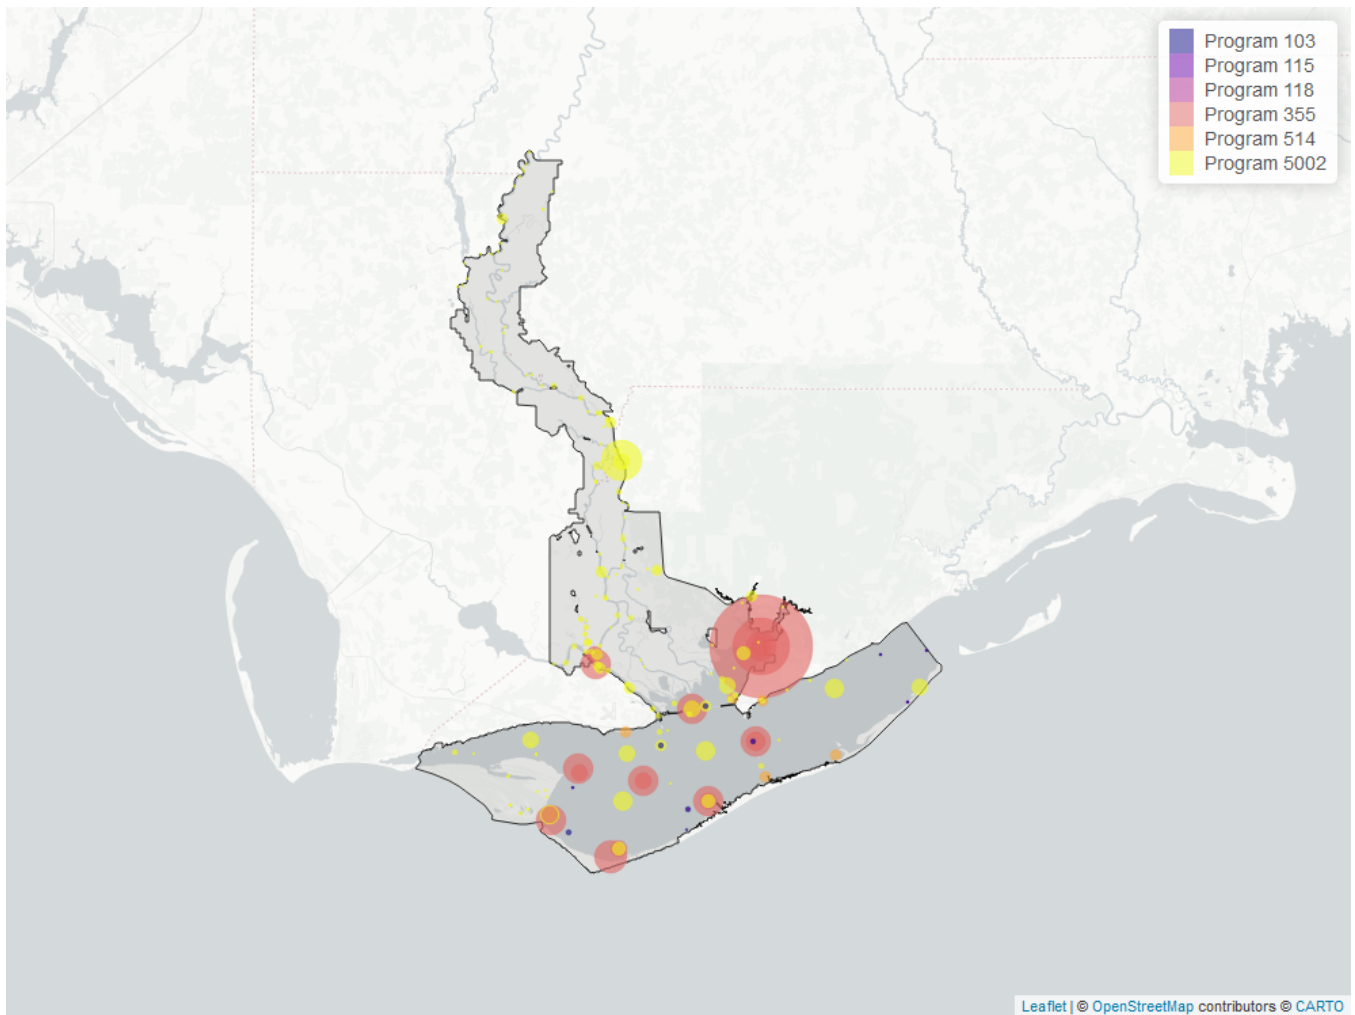 Program 103
Program 115
Program 118
Program 355
Program 514
Program 5002
Leaflet | © OpenStreetMap contributors © CARTO